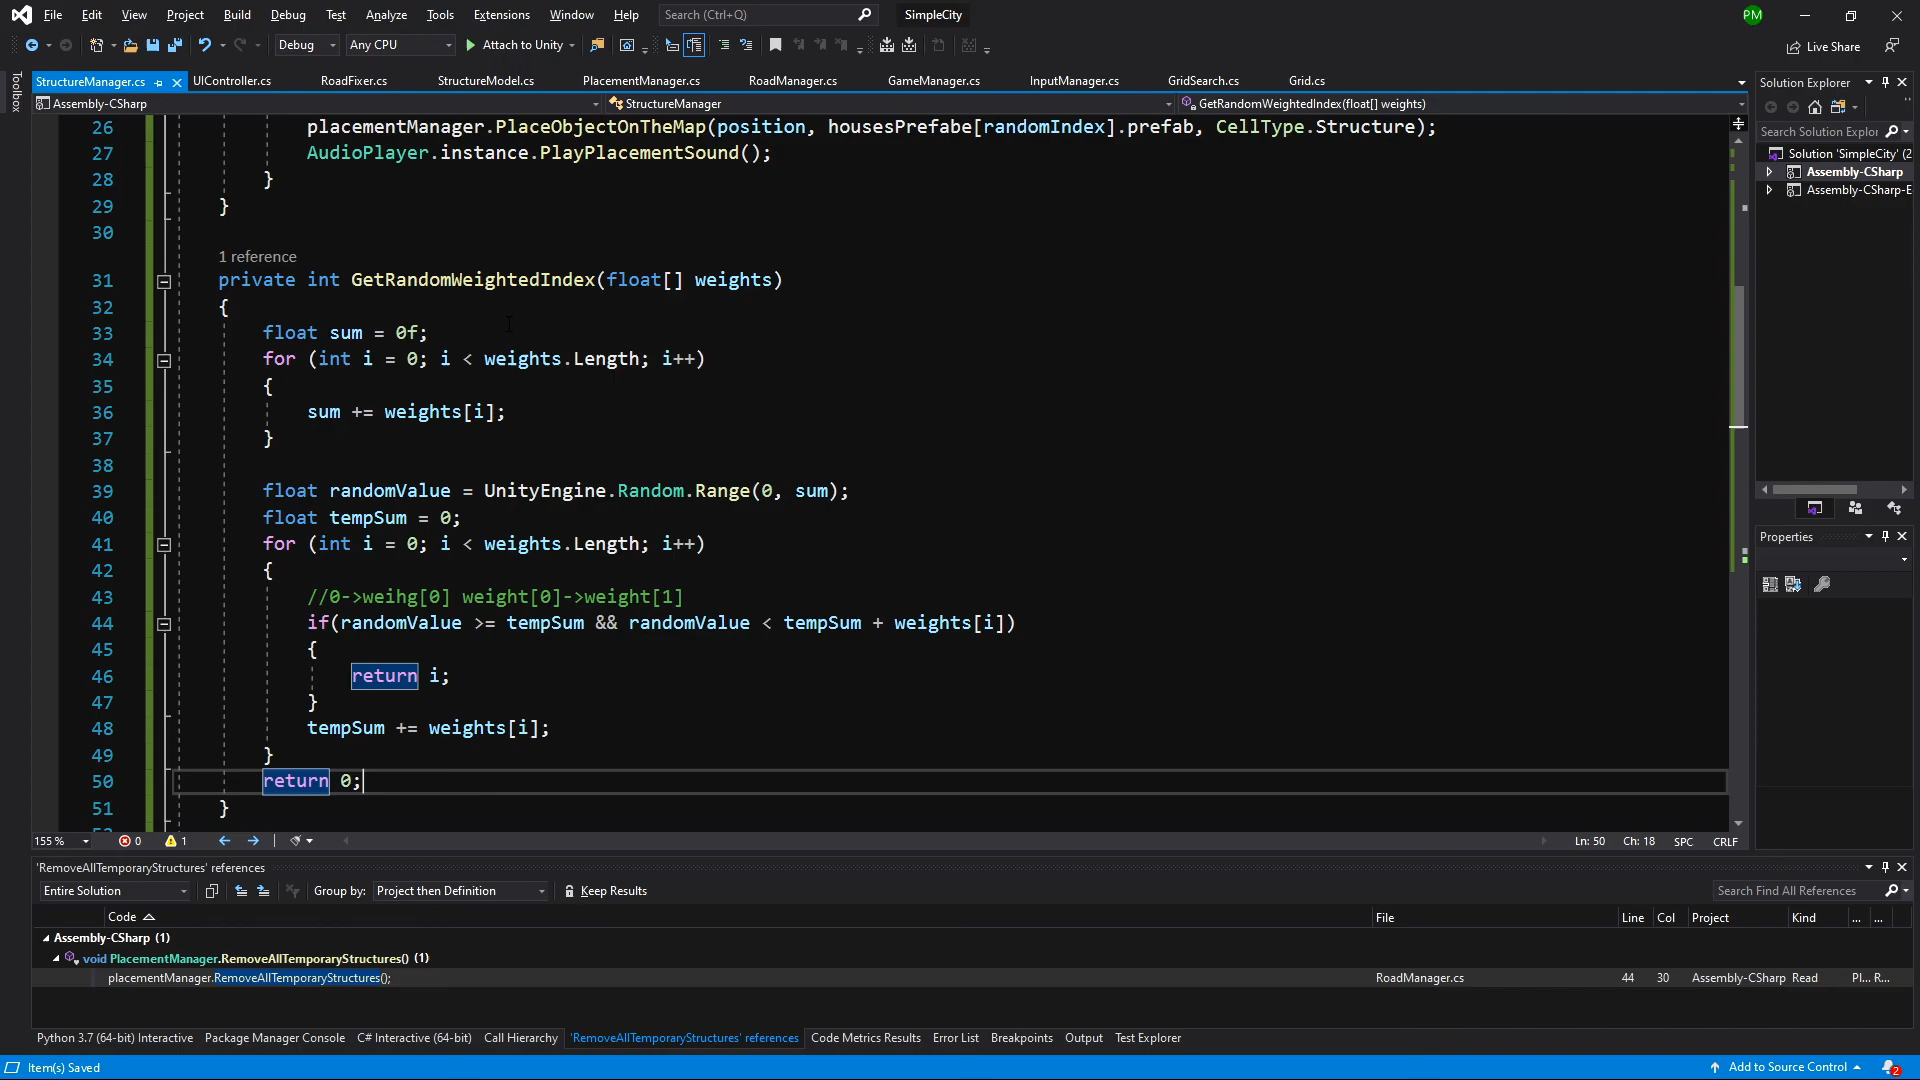 File Edit View Project Build Debug Test Analyze Tools Extensions Window Help Search (Ctrl+Q) SimpleCity PM
Debug Any CPU Attach to Unity Live Share
Toolbox
StructureManager.cs UIController.cs RoadFixer.cs StructureModel.cs PlacementManager.cs RoadManager.cs GameManager.cs InputManager.cs GridSearch.cs Grid.cs
Assembly-CSharp StructureManager GetRandomWeightedIndex(float[] weights)
26 placementManager.PlaceObjectOnTheMap(position, housesPrefabe[randomIndex].prefab, CellType.Structure);
27 AudioPlayer.instance.PlayPlacementSound();
28 }
29 }
30
1 reference
31 private int GetRandomWeightedIndex(float[] weights)
32 {
33 float sum = 0f;
34 for (int i = 0; i < weights.Length; i++)
35 {
36 sum += weights[i];
37 }
38
39 float randomValue = UnityEngine.Random.Range(0, sum);
40 float tempSum = 0;
41 for (int i = 0; i < weights.Length; i++)
42 {
43 //0->weihg[0] weight[0]->weight[1]
44 if(randomValue >= tempSum && randomValue < tempSum + weights[i])
45 {
46 return i;
47 }
48 tempSum += weights[i];
49 }
50 return 0;
51 }
155 % 0 1 Ln: 50 Ch: 18 SPC CRLF
Solution Explorer
Search Solution Explor
Solution 'SimpleCity' (2
Assembly-CSharp
Assembly-CSharp-E
Properties
'RemoveAllTemporaryStructures' references
Entire Solution Group by: Project then Definition Keep Results Search Find All References
Code File Line Col Project Kind ... ...
Assembly-CSharp (1)
void PlacementManager.RemoveAllTemporaryStructures() (1)
placementManager.RemoveAllTemporaryStructures(); RoadManager.cs 44 30 Assembly-CSharp Read Pl... R...
Python 3.7 (64-bit) Interactive Package Manager Console C# Interactive (64-bit) Call Hierarchy 'RemoveAllTemporaryStructures' references Code Metrics Results Error List Breakpoints Output Test Explorer
Item(s) Saved Add to Source Control 2